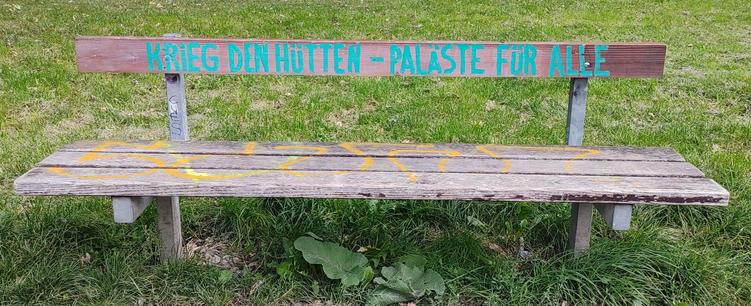 KRIEG DEN HÜTTEN – PALÄSTE FÜR ALLE